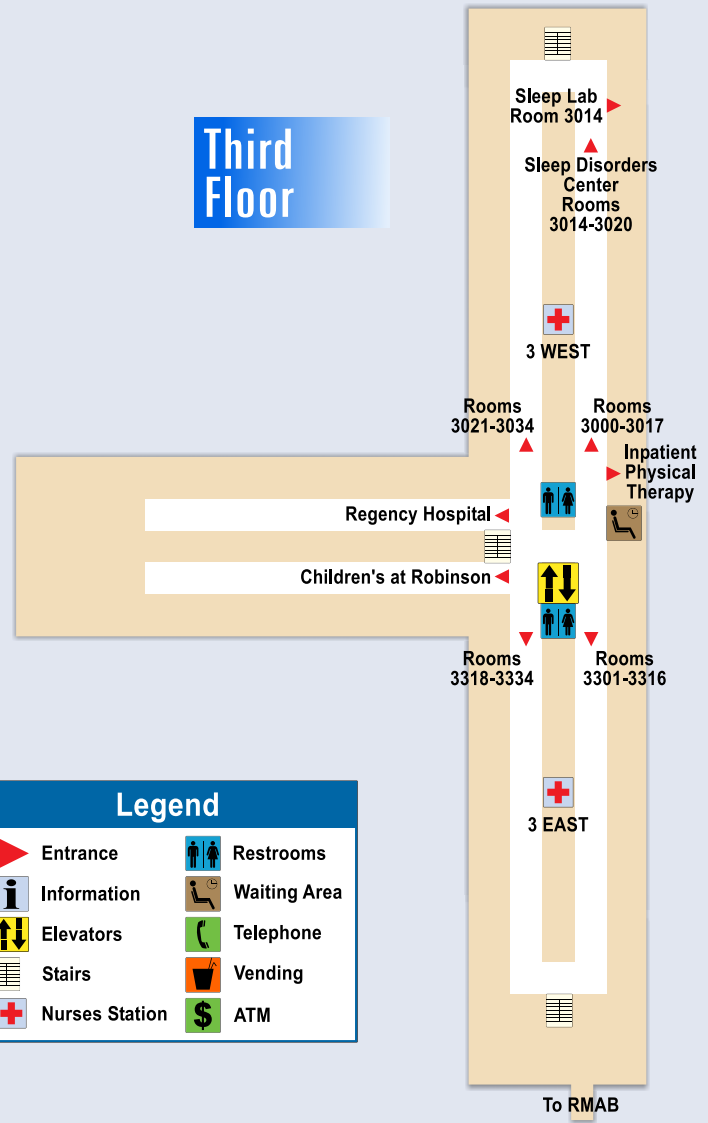 Third
Floor
Sleep Lab
Room 3014
Sleep Disorders
Center
Rooms
3014-3020
3 WEST
Rooms
3021-3034
Rooms
3000-3017
Inpatient
Physical
Therapy
Regency Hospital
Children's at Robinson
Rooms
3318-3334
Rooms
3301-3316
3 EAST
Legend
Entrance
Restrooms
Information
Waiting Area
Elevators
Telephone
Stairs
Vending
Nurses Station
$
ATM
To RMAB